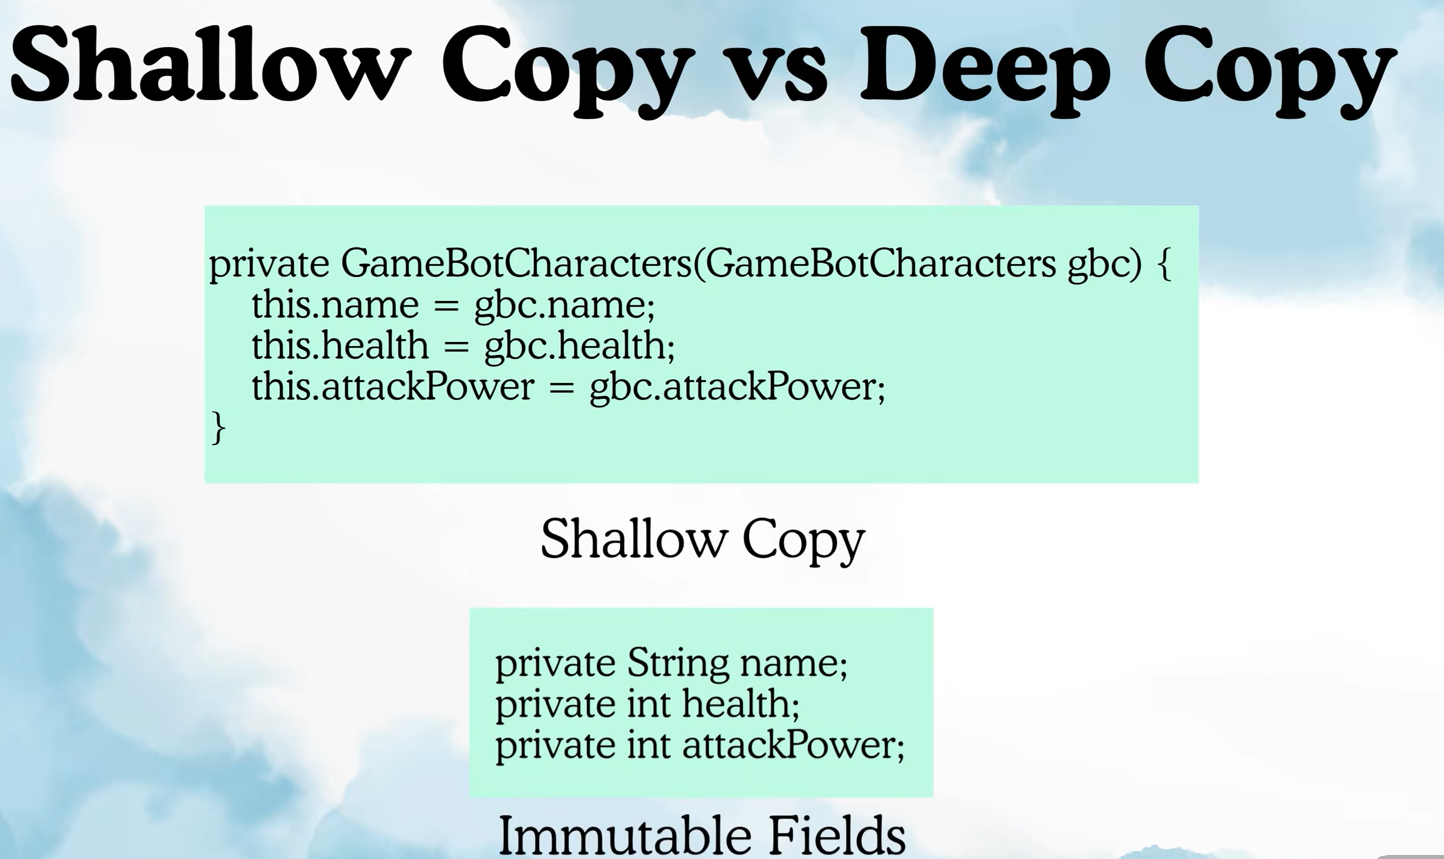 Shallow Copy vs Deep Copy
private GameBotCharacters(GameBotCharacters gbc) {
this.name = gbc.name;
this.health = gbc.health;
this.attackPower = gbc.attackPower;
}
Shallow Copy
private String name;
private int health;
private int attackPower;
Immutable Fields